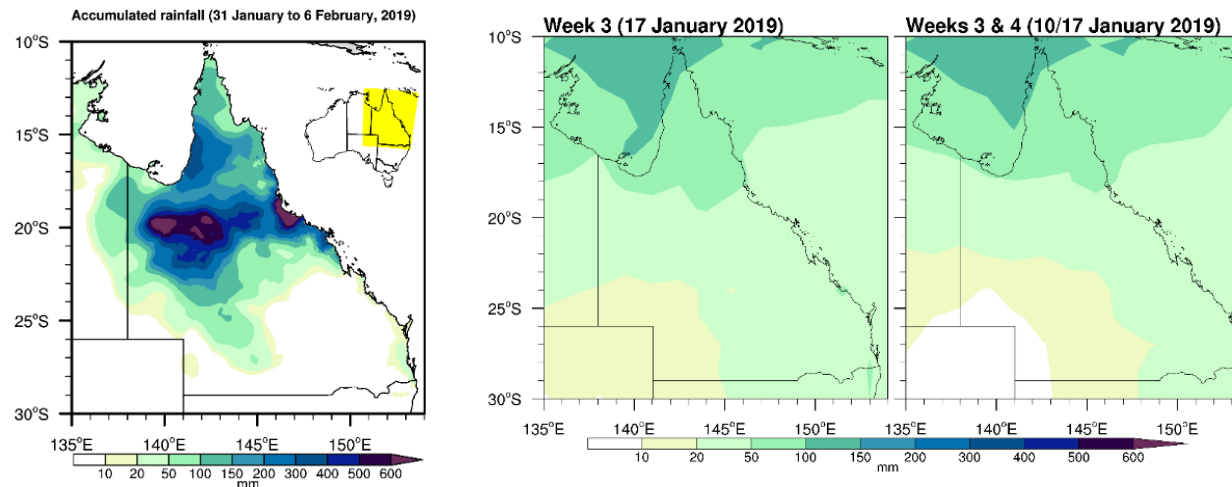 Accumulated rainfall (31 January to 6 February, 2019)
10°S
15°S
20°S
25°S
30°S
135°E
140°E
145°E
150°E
10 20 50 100 150 200 300 400 500 600
mm
Week 3 (17 January 2019)
10°S
15°S
20°S
25°S
30°S
135°E
140°E
145°E
150°E
Weeks 3 & 4 (10/17 January 2019)
135°E
140°E
145°E
150°E
10 20 50 100 150 200 300 400 500 600
mm